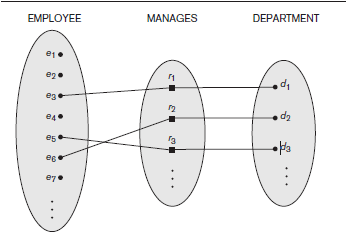 EMPLOYEE MANAGES DEPARTMENT
e1
e2
e3
e4
e5
e6
e7
r1
r2
r3
d1
d2
d3